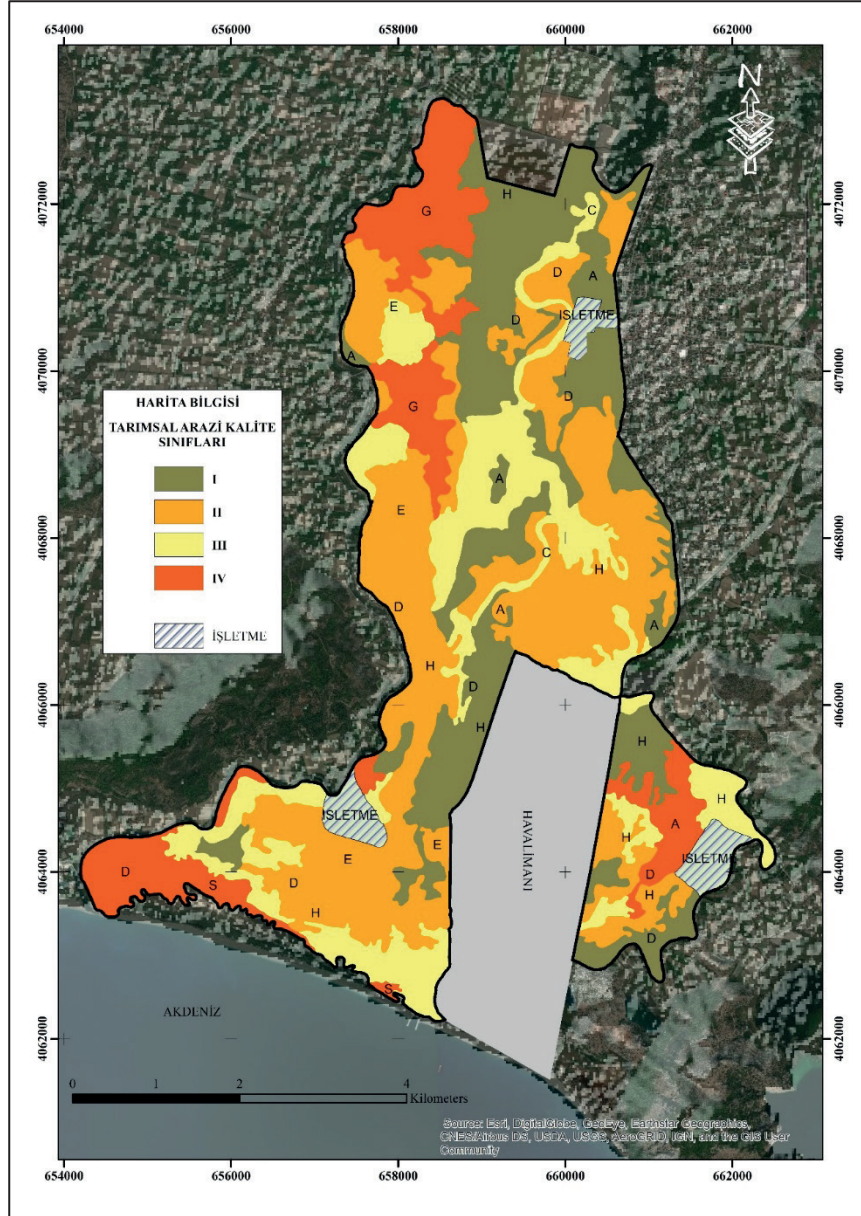 654000 656000 658000 660000 662000
N
4072000 4072000
H
C
G
D
A
E
D
ISLETME
4070000 4070000
A
D
G
HARİTA BİLGİSİ
TARIMSAL ARAZİ KALİTE
SINIFLARI
I
II
III
IV
İŞLETME
A
E
4068000 4068000
C
H
D
A
A
H
D
4066000 4066000
H
H
H
ISLETME
A
H
E
E
ISLETME
HAVALİMANI
4064000 4064000
D
S
D
D
H
H
D
S
AKDENİZ
4062000 4062000
0 1 2 4
Kilometers
Source: Esri, DigitalGlobe, GeoEye, Earthstar Geographics,
CNES/Airbus DS, USDA, USGS, AeroGRID, IGN, and the GIS User
Community
654000 656000 658000 660000 662000